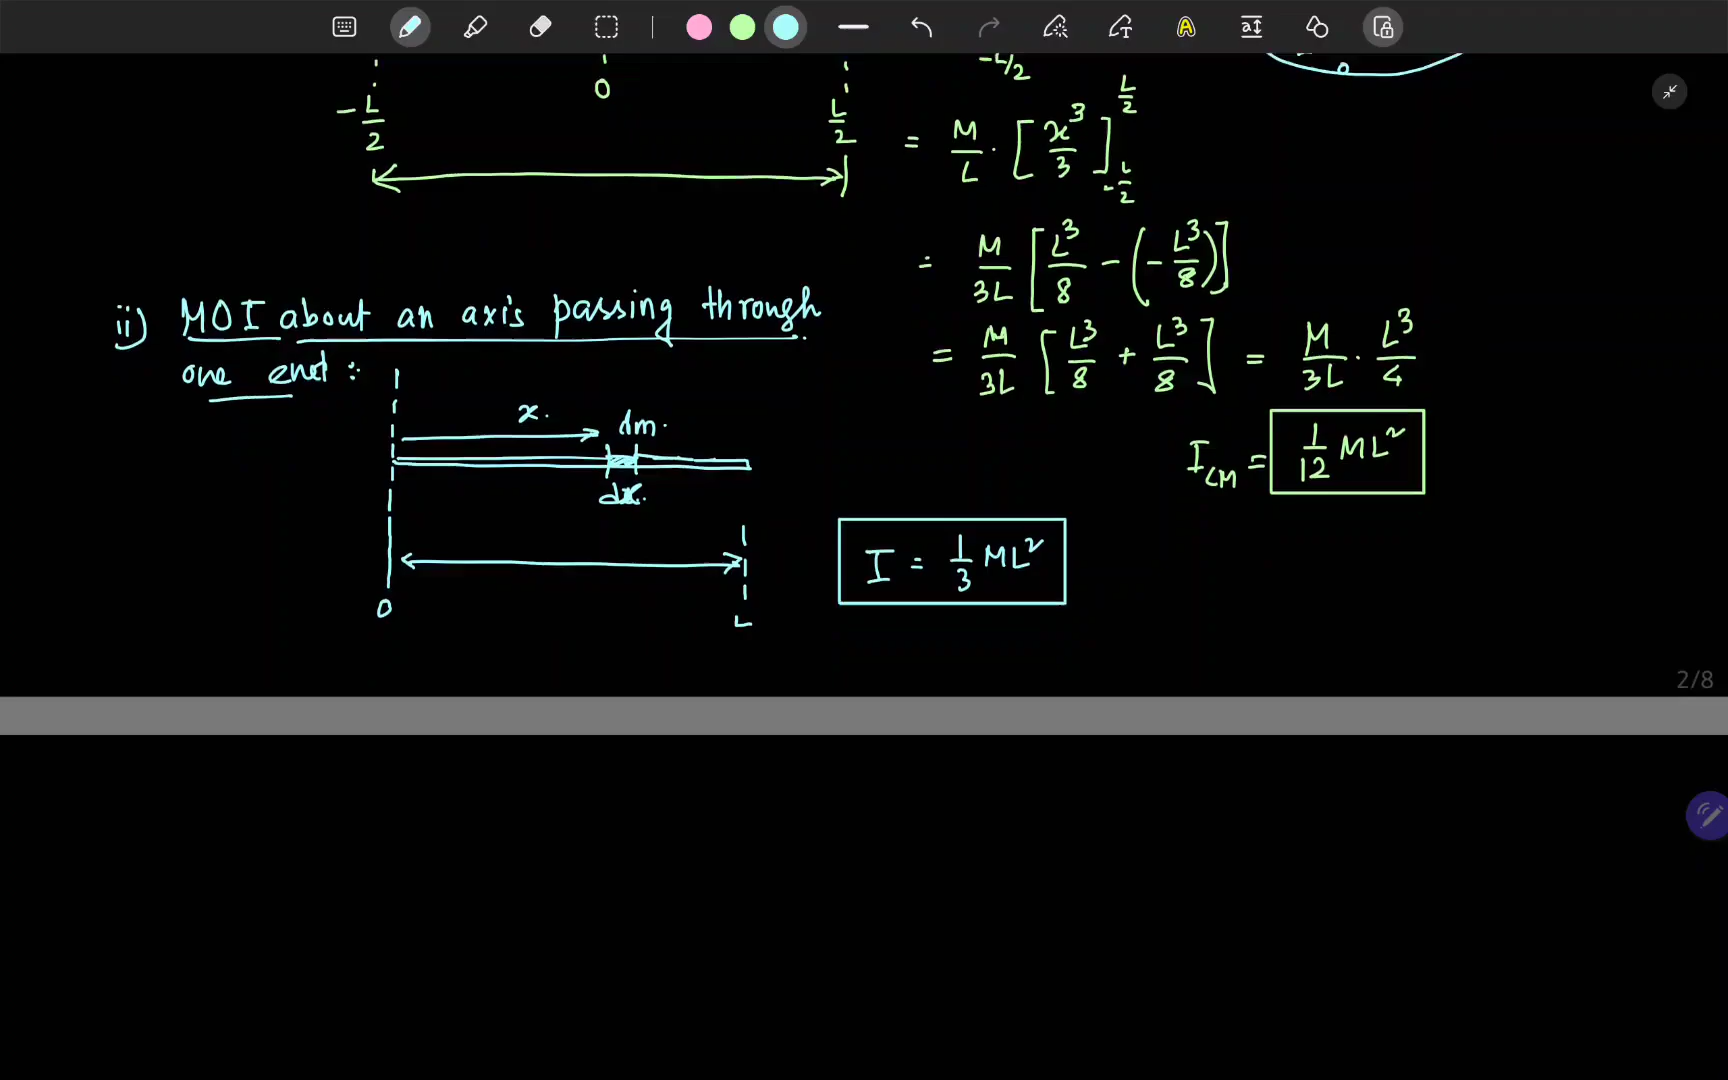 -L/2
0
-L/2
L/2
= M/L · [x³/3]_{-L/2}^{L/2}
= M/3L [L³/8 - (-L³/8)]
ii) MOI about an axis passing through
one end :
= M/3L [L³/8 + L³/8] = M/3L · L³/4
x.
dm.
dx.
I_CM = 1/12 ML²
I = 1/3 ML²
0
L
2/8